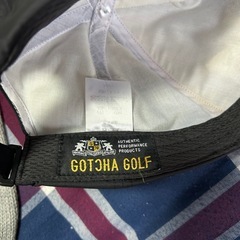 AUTHENTIC
PERFORMANCE
PRODUCTS
GOTCHA GOLF